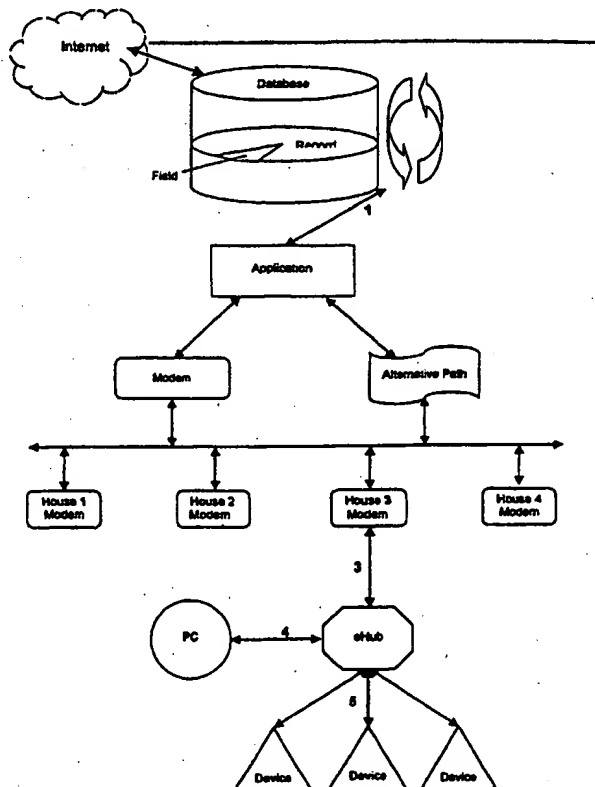 Internet
Database
Record
Field
1
Application
Modem
Alternative Path
House 1
Modem
House 2
Modem
House 3
Modem
House 4
Modem
3
PC
4
eHub
5
Device
Device
Device